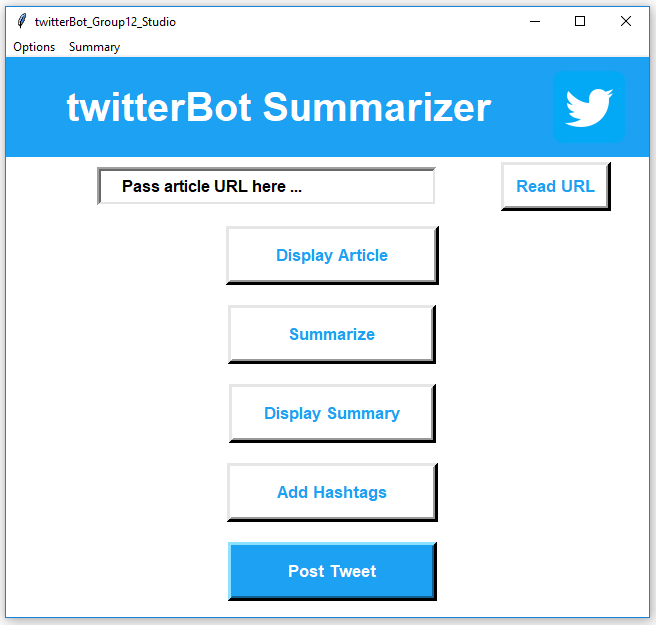 twitterBot_Group12_Studio
Options Summary
twitterBot Summarizer
Pass article URL here ... Read URL
Display Article
Summarize
Display Summary
Add Hashtags
Post Tweet